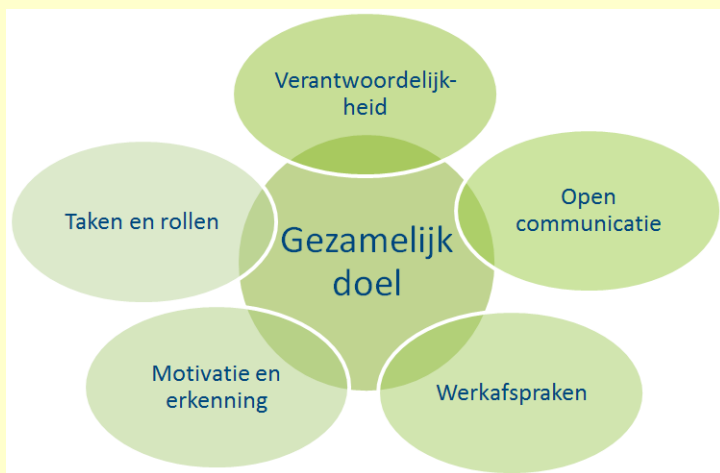 Verantwoordelijk-
heid
Open
communicatie
Werkafspraken
Motivatie en
erkenning
Taken en rollen
Gezamelijk
doel